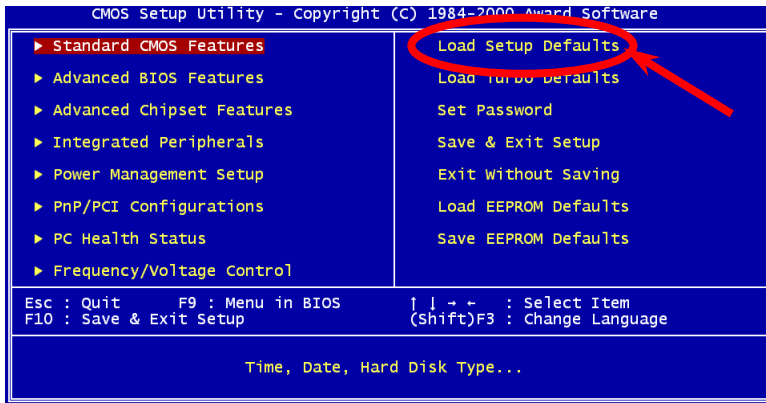 CMOS Setup Utility - Copyright (C) 1984-2000 Award Software
▶ Standard CMOS Features
▶ Advanced BIOS Features
▶ Advanced Chipset Features
▶ Integrated Peripherals
▶ Power Management Setup
▶ PnP/PCI Configurations
▶ PC Health Status
▶ Frequency/Voltage Control
Load Setup Defaults
Load Turbo Defaults
Set Password
Save & Exit Setup
Exit Without Saving
Load EEPROM Defaults
Save EEPROM Defaults
Esc : Quit F9 : Menu in BIOS ↑ ↓ → ← : Select Item
F10 : Save & Exit Setup (Shift)F3 : Change Language
Time, Date, Hard Disk Type...